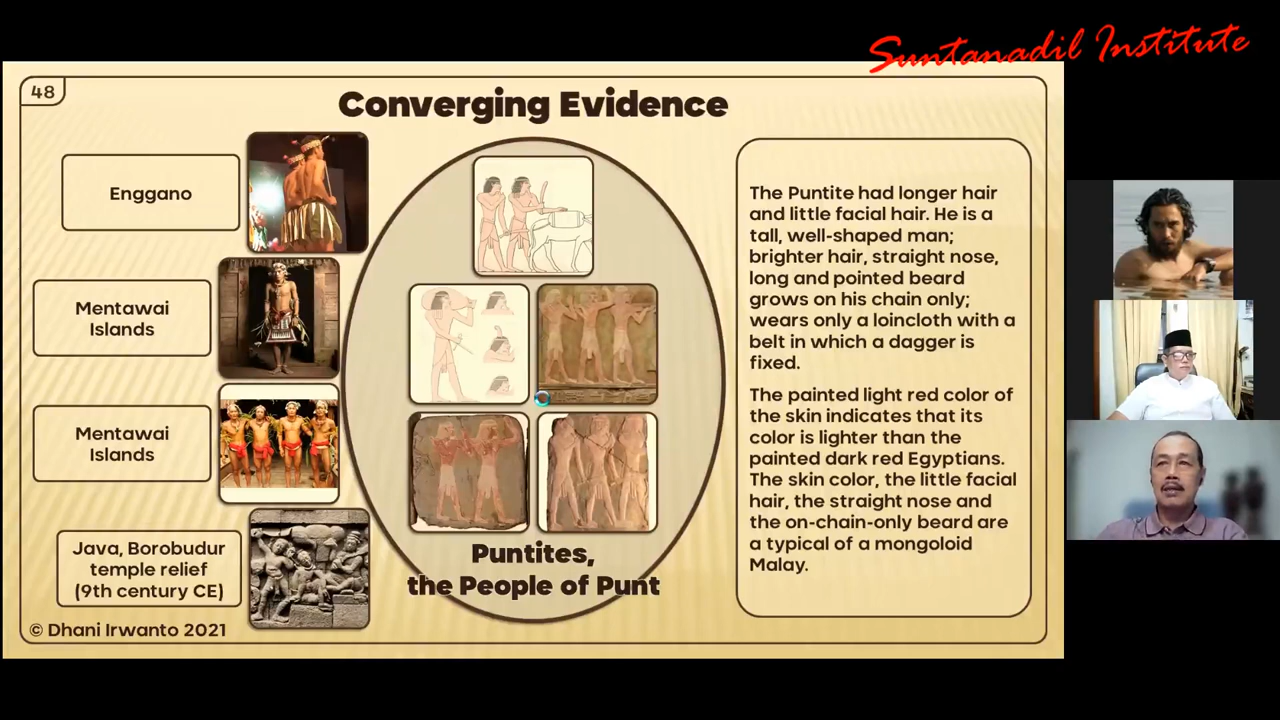 Suntanadil Institute
48
Converging Evidence
Enggano
Mentawai
Islands
Mentawai
Islands
Java, Borobudur
temple relief
(9th century CE)
© Dhani Irwanto 2021
Puntites,
the People of Punt
The Puntite had longer hair
and little facial hair. He is a
tall, well-shaped man;
brighter hair, straight nose,
long and pointed beard
grows on his chain only;
wears only a loincloth with a
belt in which a dagger is
fixed.
The painted light red color of
the skin indicates that its
color is lighter than the
painted dark red Egyptians.
The skin color, the little facial
hair, the straight nose and
the on-chain-only beard are
a typical of a mongoloid
Malay.